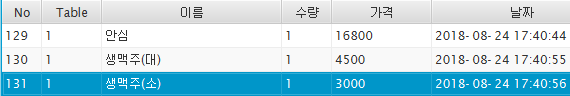 No Table 이름 수량 가격 날짜
129 1 안심 1 16800 2018-08-24 17:40:44
130 1 생맥주(대) 1 4500 2018-08-24 17:40:55
131 1 생맥주(소) 1 3000 2018-08-24 17:40:56